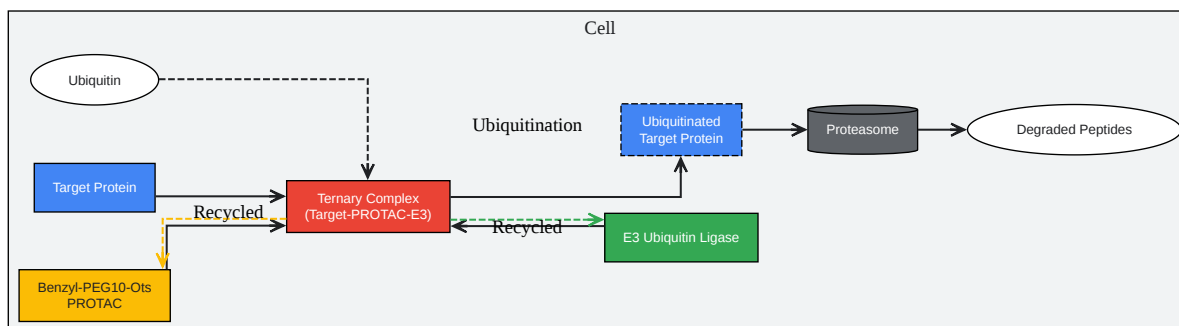 Cell
Ubiquitin
Ubiquitination
Ubiquitinated
Target Protein
Proteasome
Degraded Peptides
Target Protein
Ternary Complex
(Target-PROTAC-E3)
Recycled
Recycled
E3 Ubiquitin Ligase
Benzyl-PEG10-Ots
PROTAC